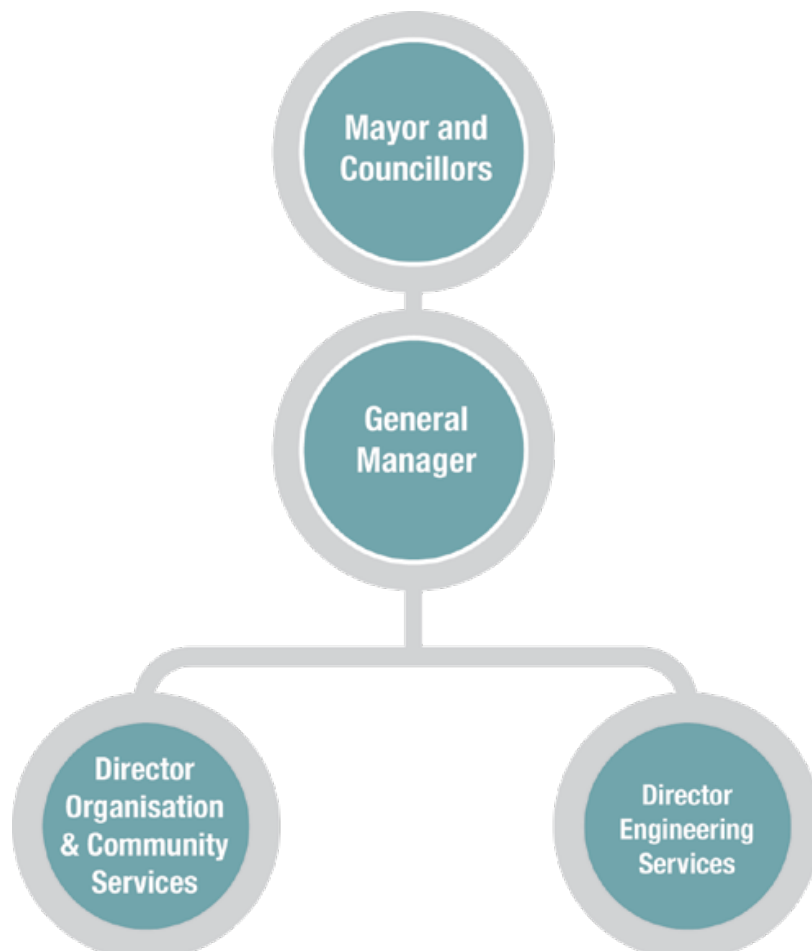 Mayor and
Councillors
General
Manager
Director
Organisation
& Community
Services
Director
Engineering
Services